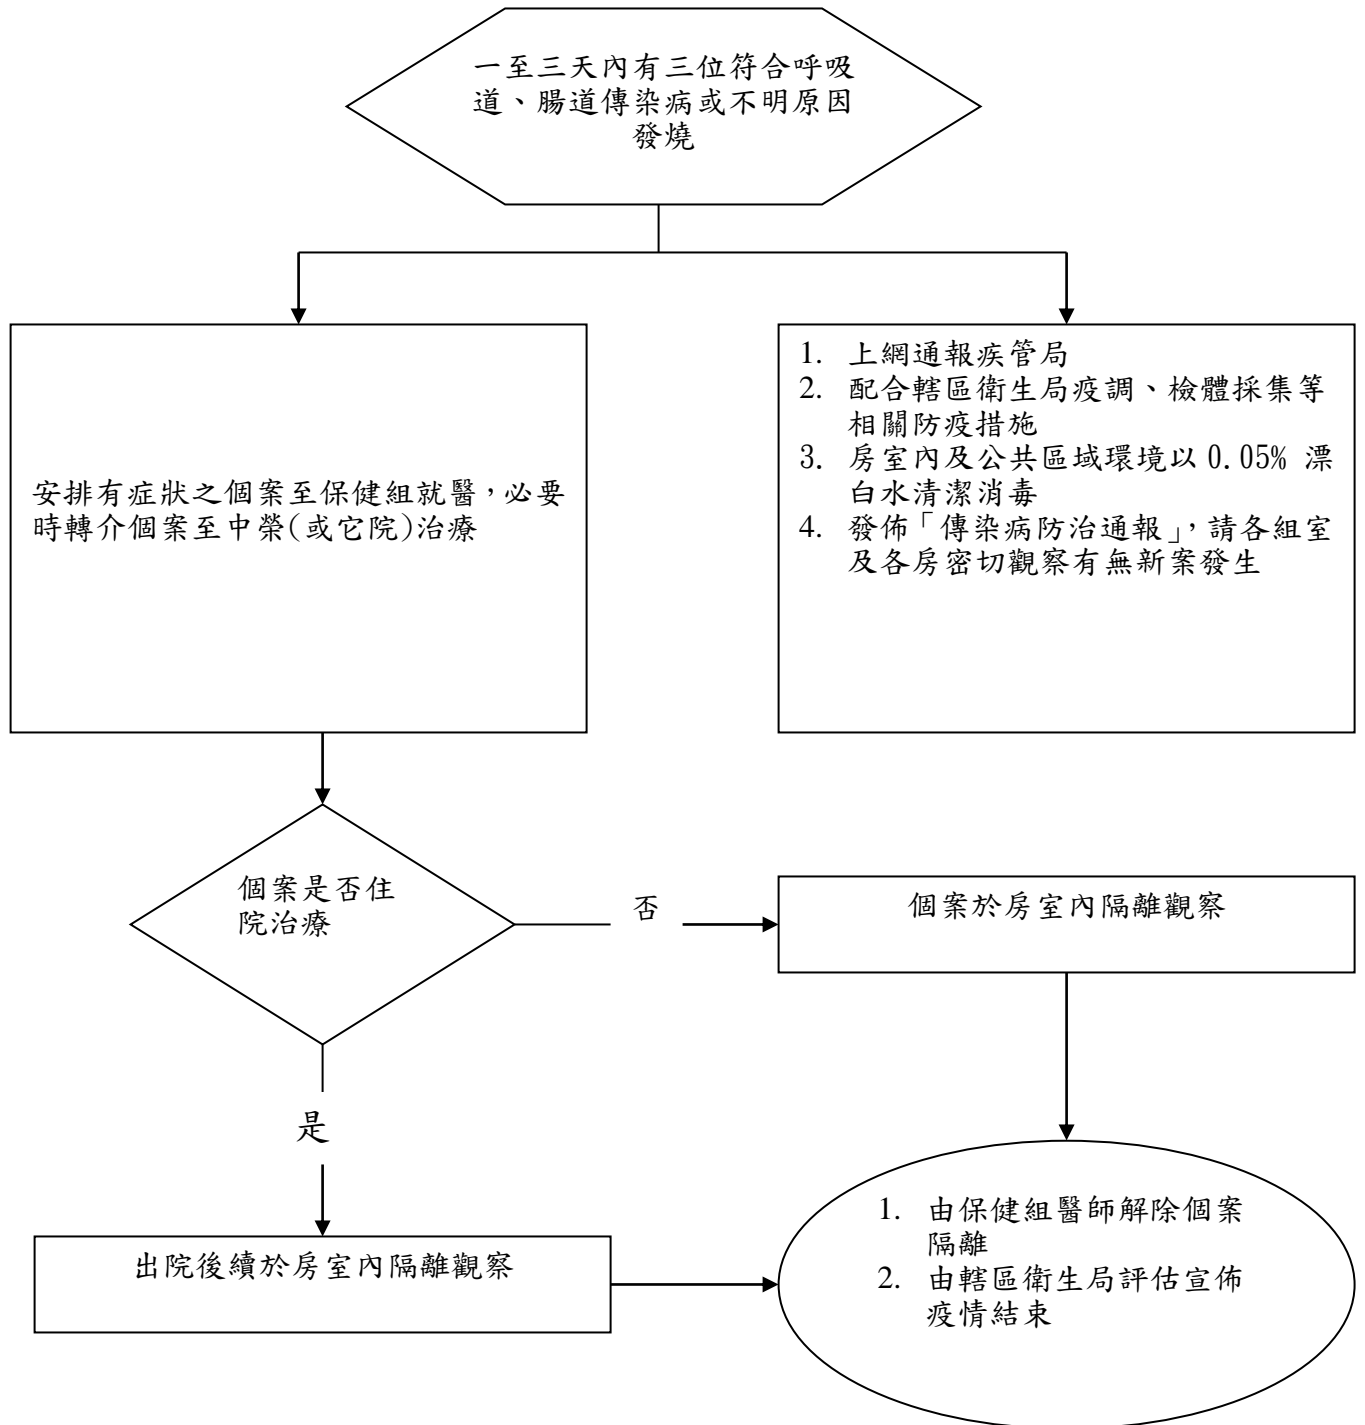 一至三天內有三位符合呼吸
道、腸道傳染病或不明原因
發燒
安排有症狀之個案至保健組就醫，必要
時轉介個案至中榮(或它院)治療
1. 上網通報疾管局
2. 配合轄區衛生局疫調、檢體採集等
相關防疫措施
3. 房室內及公共區域環境以 0.05% 漂
白水清潔消毒
4. 發佈「傳染病防治通報」，請各組室
及各房密切觀察有無新案發生
個案是否住
院治療
否
個案於房室內隔離觀察
是
出院後續於房室內隔離觀察
1. 由保健組醫師解除個案
隔離
2. 由轄區衛生局評估宣佈
疫情結束